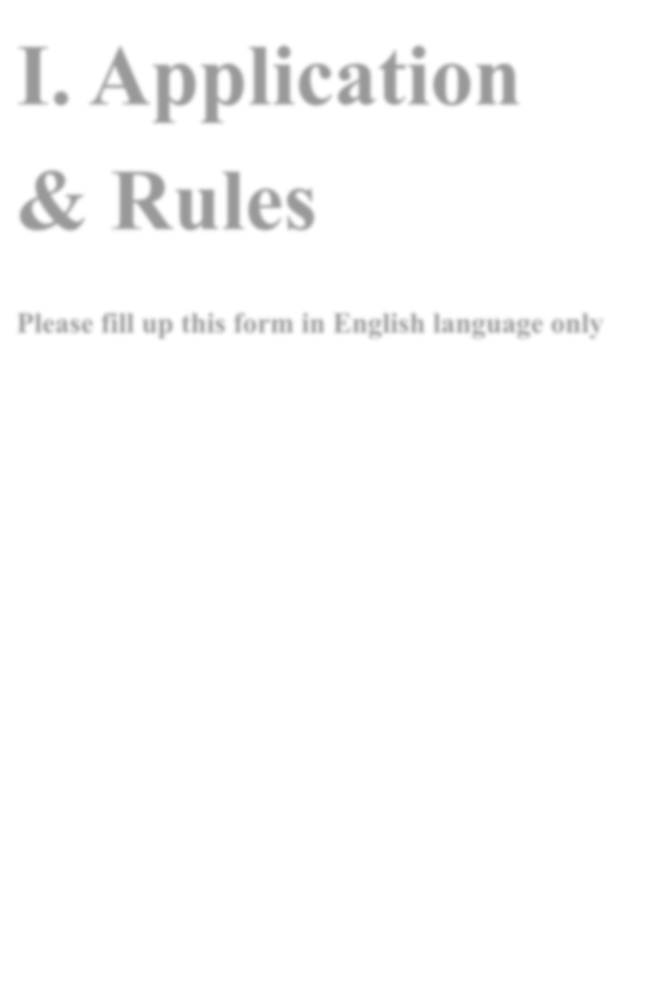 I. Application
& Rules
Please fill up this form in English language only